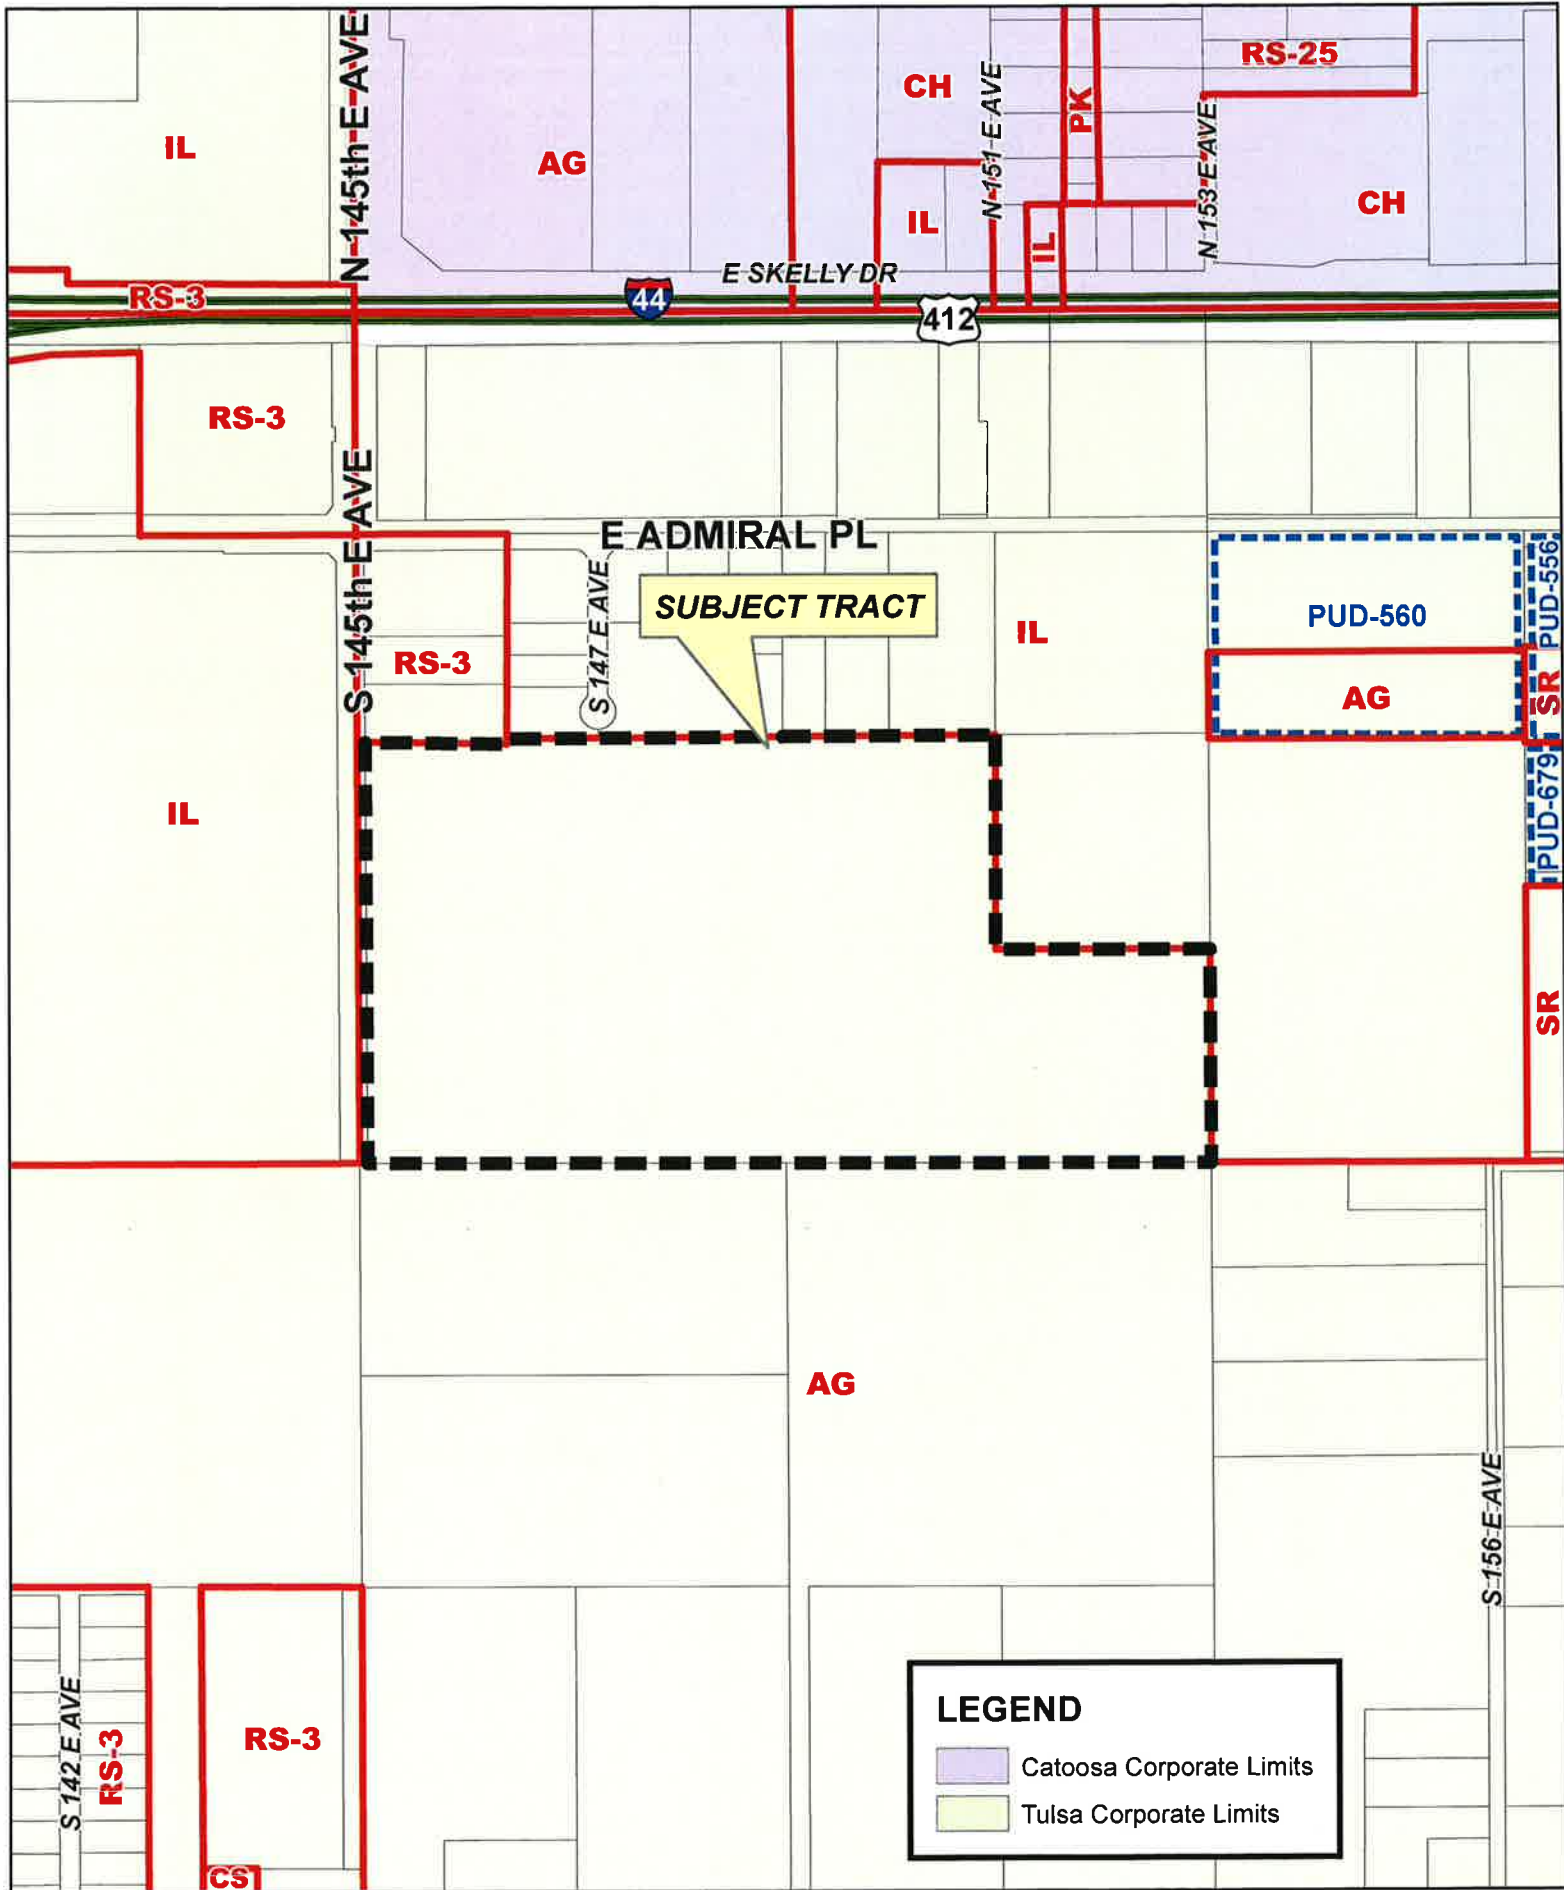 N 145th E AVE
RS-25
CH
N 151 E AVE
PK
IL
AG
N 153 E AVE
CH
IL
IL
E SKELLY DR
RS-3
44
412
RS-3
S 145th E AVE
E ADMIRAL PL
PUD-556
S 147 E AVE
SUBJECT TRACT
PUD-560
IL
RS-3
AG
SR
IL
PUD-679
SR
AG
S 156 E AVE
S 142 E AVE
RS-3
RS-3
CS
LEGEND
Catoosa Corporate Limits
Tulsa Corporate Limits